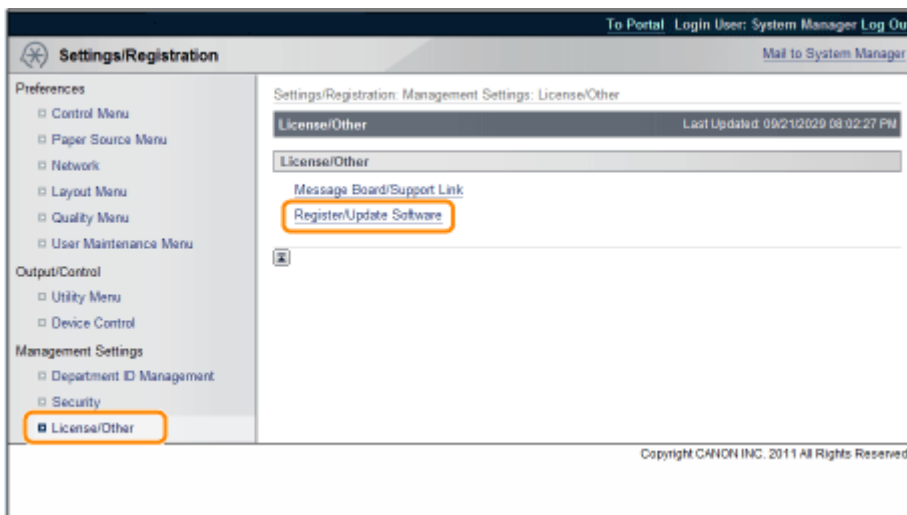 To Portal Login User: System Manager Log Ou
Settings/Registration
Mail to System Manager
Preferences
Control Menu
Paper Source Menu
Network
Layout Menu
Quality Menu
User Maintenance Menu
Output/Control
Utility Menu
Device Control
Management Settings
Department ID Management
Security
License/Other
Settings/Registration: Management Settings: License/Other
License/Other Last Updated: 09/21/2029 08:02:27 PM
License/Other
Message Board/Support Link
Register/Update Software
Copyright CANON INC. 2011 All Rights Reserved